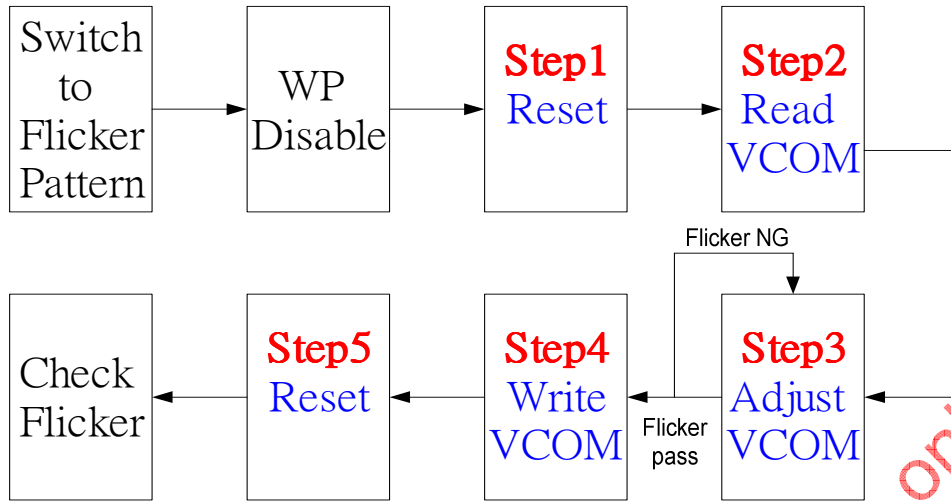 Switch
to
Flicker
Pattern
WP
Disable
Step1
Reset
Step2
Read
VCOM
Flicker NG
Step3
Adjust
VCOM
Flicker
pass
Step4
Write
VCOM
Step5
Reset
Check
Flicker